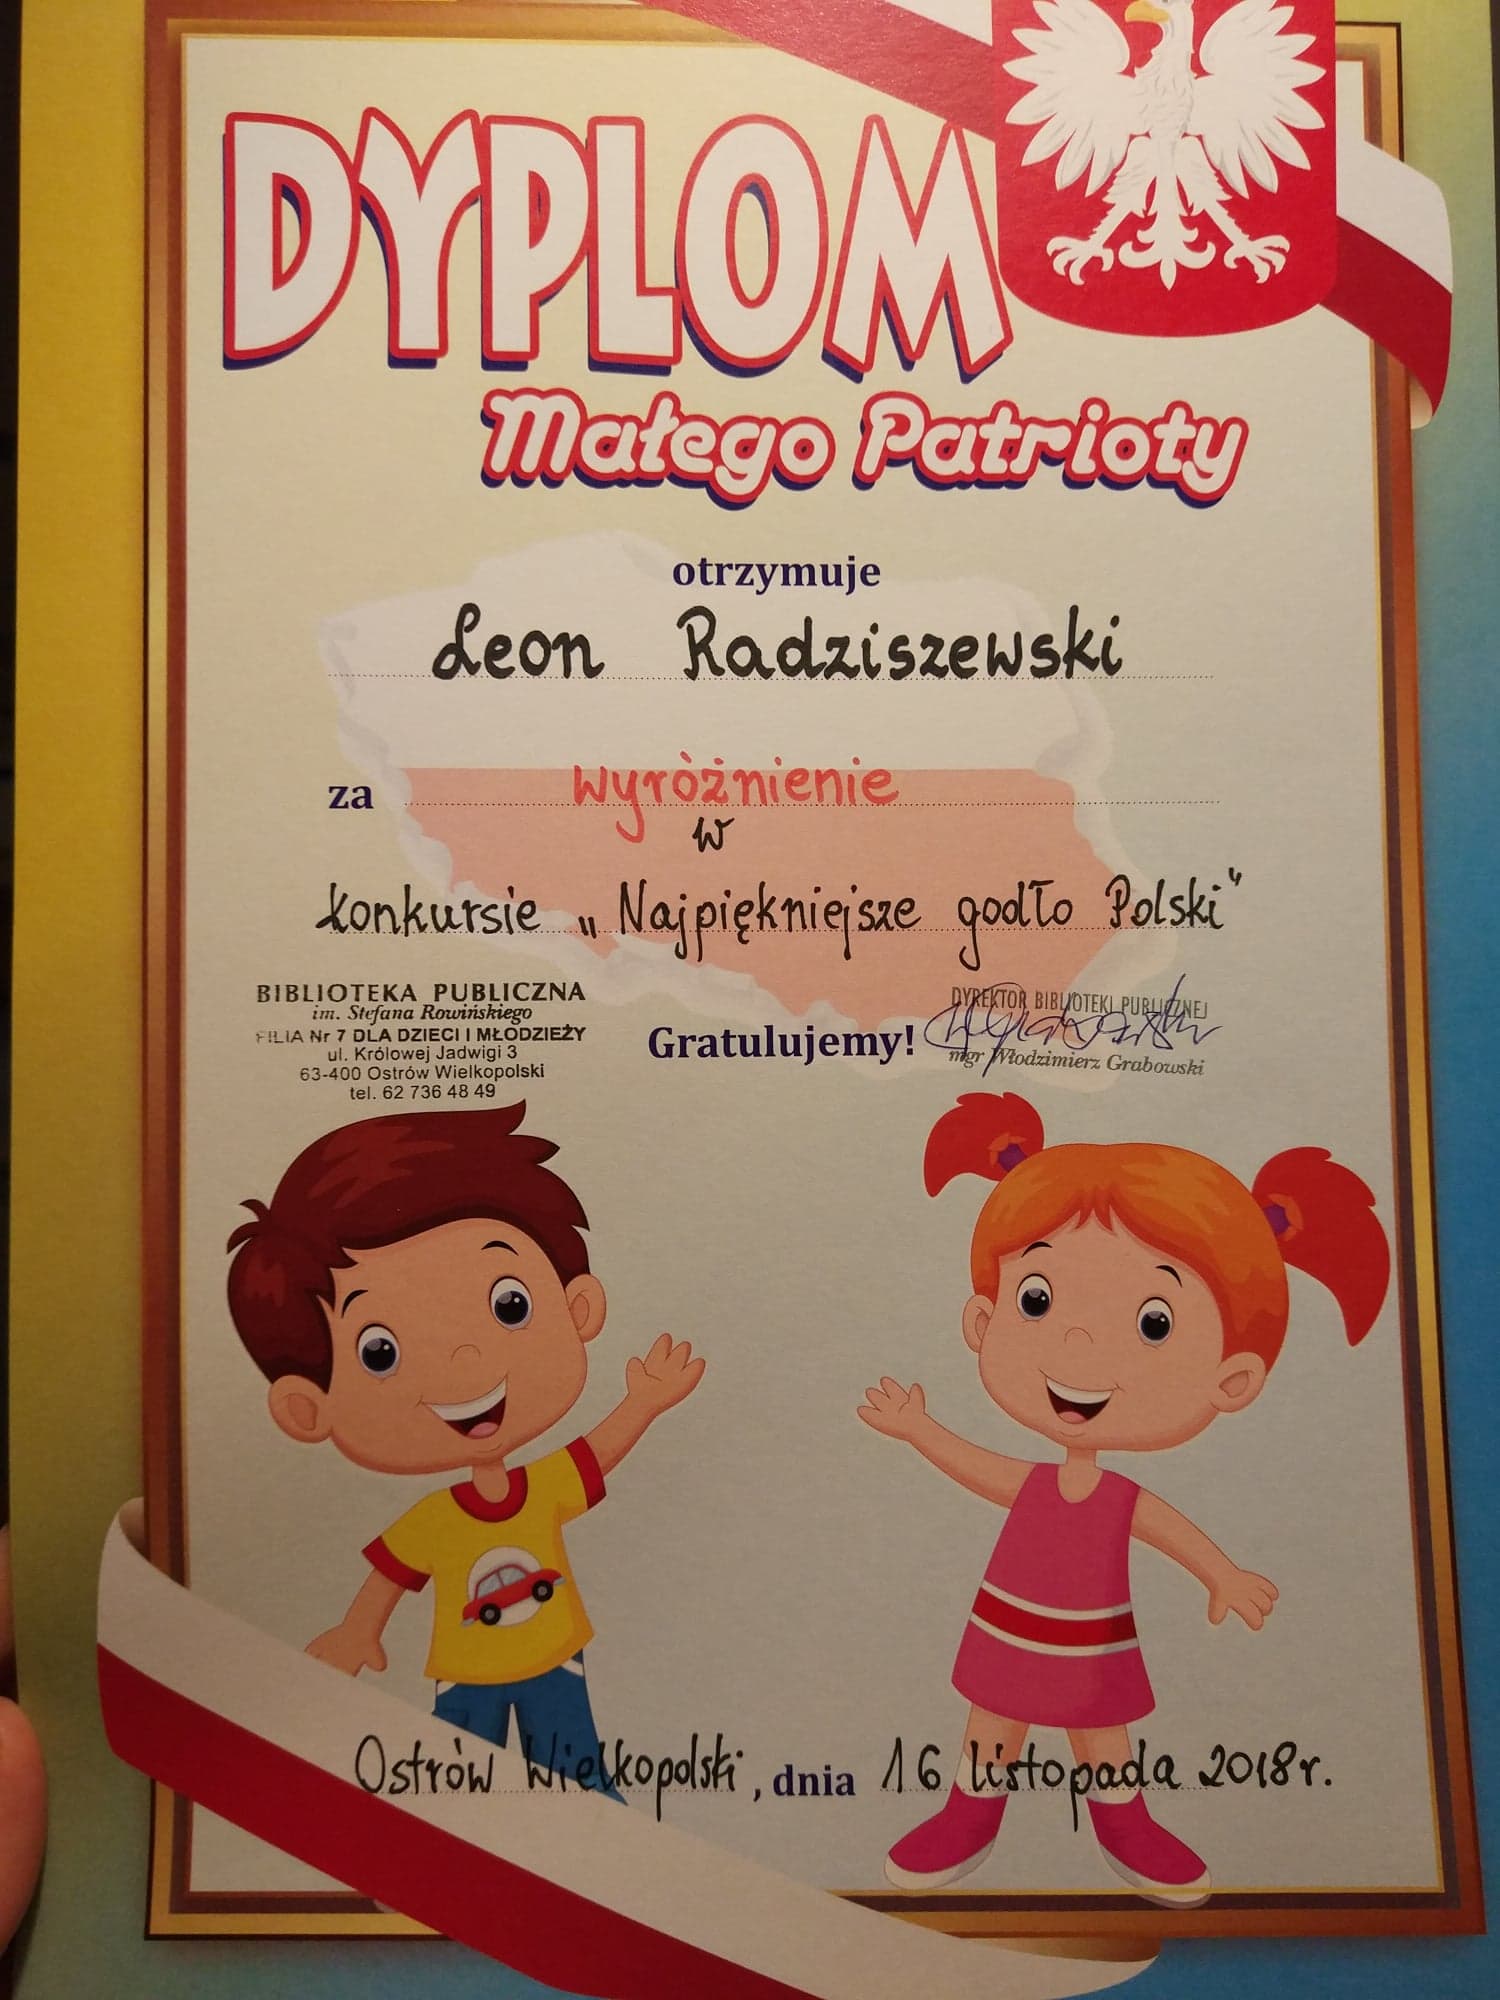 DYPLOM
Małego Patrioty
otrzymuje
Leon Radziszewski
za wyróżnienie
w
konkursie „Najpiękniejsze godło Polski"
BIBLIOTEKA PUBLICZNA
im. Stefana Rowińskiego
FILIA Nr 7 DLA DZIECI I MŁODZIEŻY
ul. Królowej Jadwigi 3
63-400 Ostrów Wielkopolski
tel. 62 736 48 49
Gratulujemy!
DYREKTOR BIBLIOTEKI PUBLICZNEJ
mgr Włodzimierz Grabowski
Ostrów Wielkopolski, dnia 16 listopada 2018r.